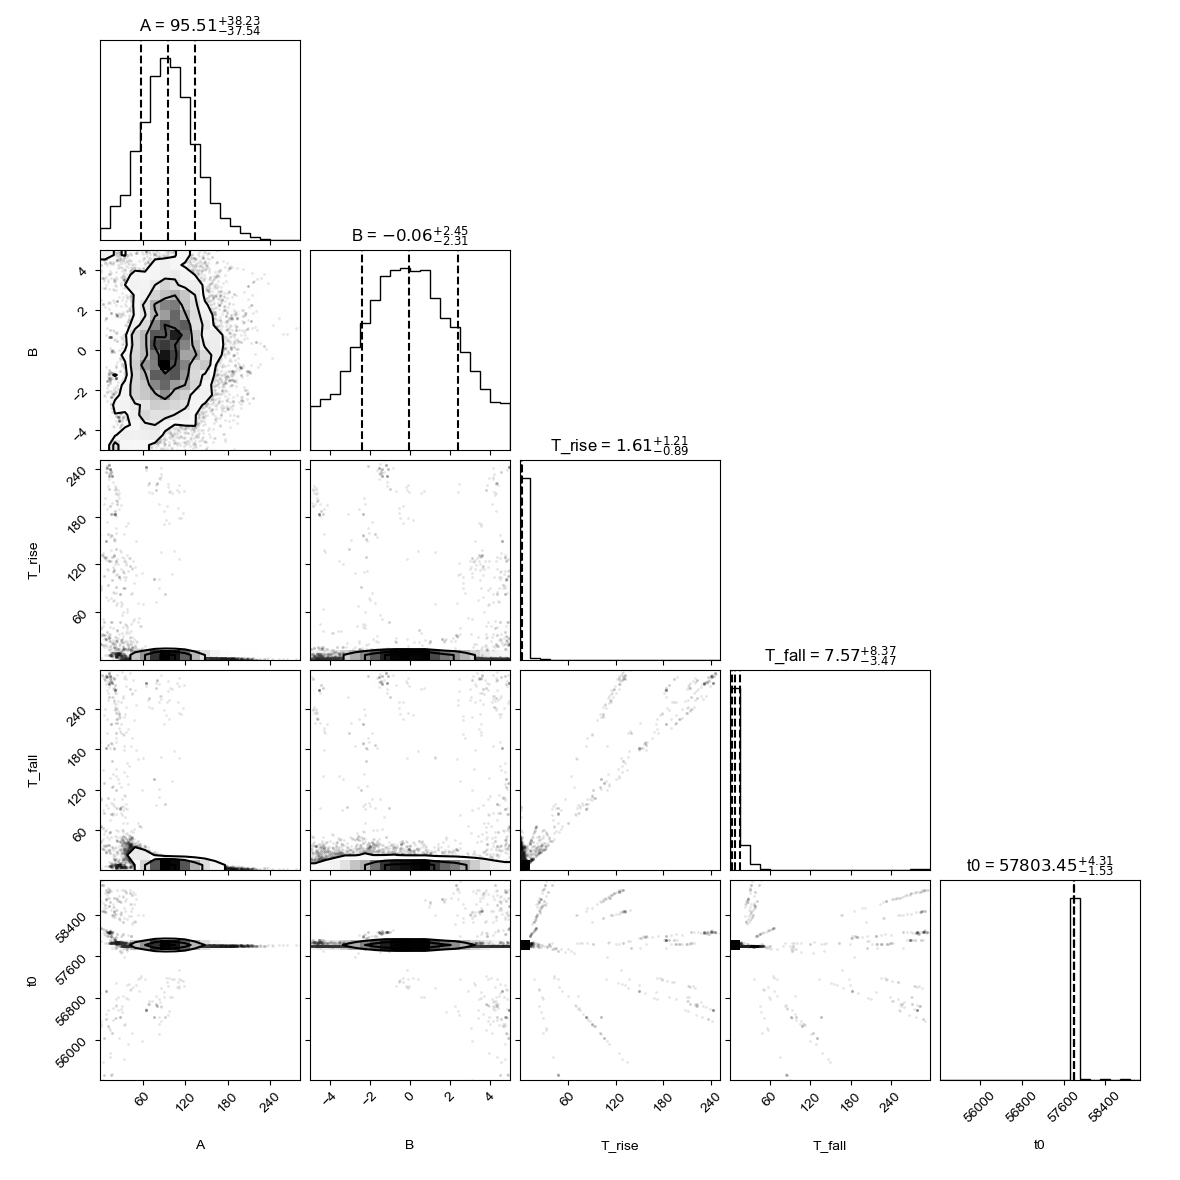 A = 95.51+38.23−37.54
B = −0.06+2.45−2.31
4
2
0
−2
−4
B
T_rise = 1.61+1.21−0.89
240
180
120
60
T_rise
T_fall = 7.57+8.37−3.47
240
180
120
60
T_fall
t0 = 57803.45+4.31−1.53
58400
57600
56800
56000
t0
60 120 180 240 −4 −2 0 2 4 60 120 180 240 60 120 180 240 56000 56800 57600 58400
A B T_rise T_fall t0